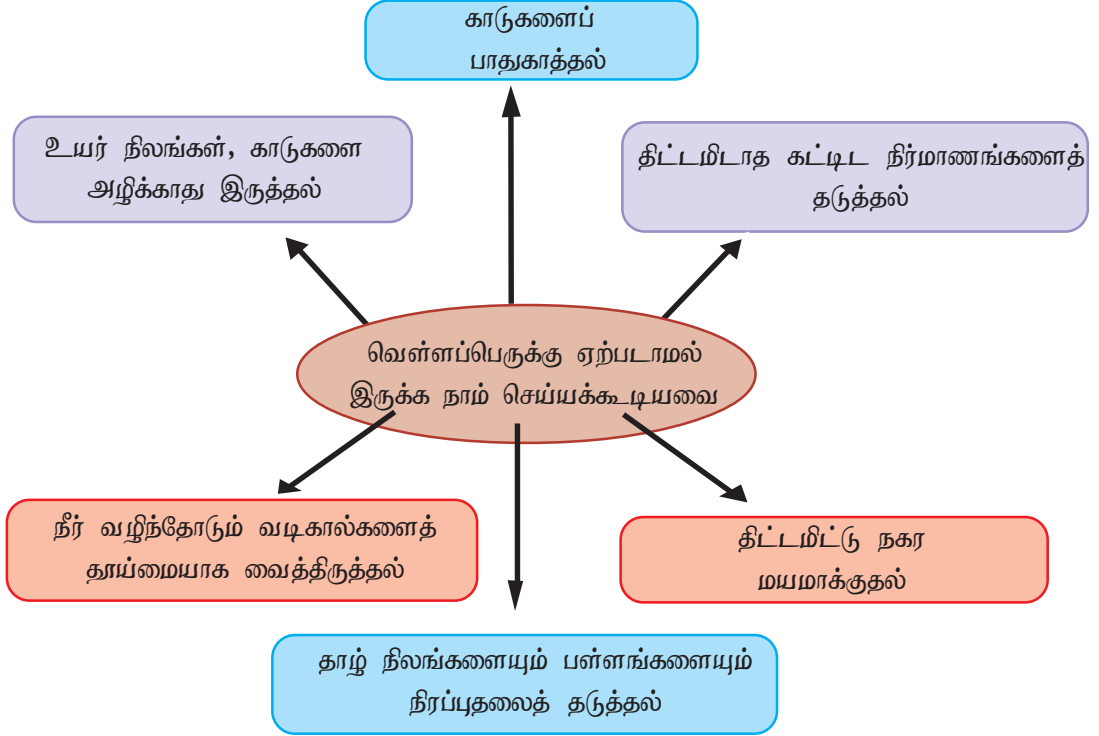 காடுகளைப்
பாதுகாத்தல்
உயர் நிலங்கள், காடுகளை
அழிக்காது இருத்தல்
திட்டமிடாத கட்டிட நிர்மாணங்களைத்
தடுத்தல்
வெள்ளப்பெருக்கு ஏற்படாமல்
இருக்க நாம் செய்யக்கூடியவை
நீர் வழிந்தோடும் வடிகால்களைத்
தூய்மையாக வைத்திருத்தல்
திட்டமிட்டு நகர
மயமாக்குதல்
தாழ் நிலங்களையும் பள்ளங்களையும்
நிரப்புதலைத் தடுத்தல்